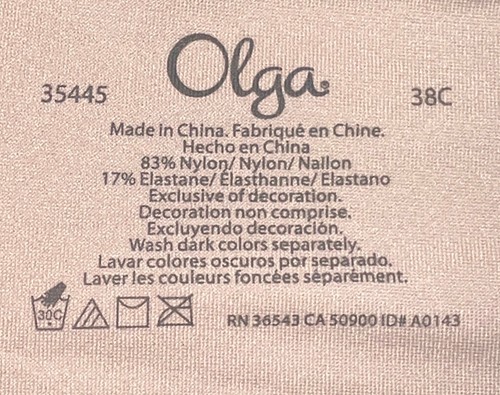 Olga
35445 38C
Made in China. Fabriqué en Chine.
Hecho en China
83% Nylon/ Nylon/ Nailon
17% Elastane/ Élasthanne/ Elastano
Exclusive of decoration.
Decoration non comprise.
Excluyendo decoración.
Wash dark colors separately.
Lavar colores oscuros por separado.
Laver les couleurs foncées séparément.
30C
RN 36543 CA 50900 ID# A0143